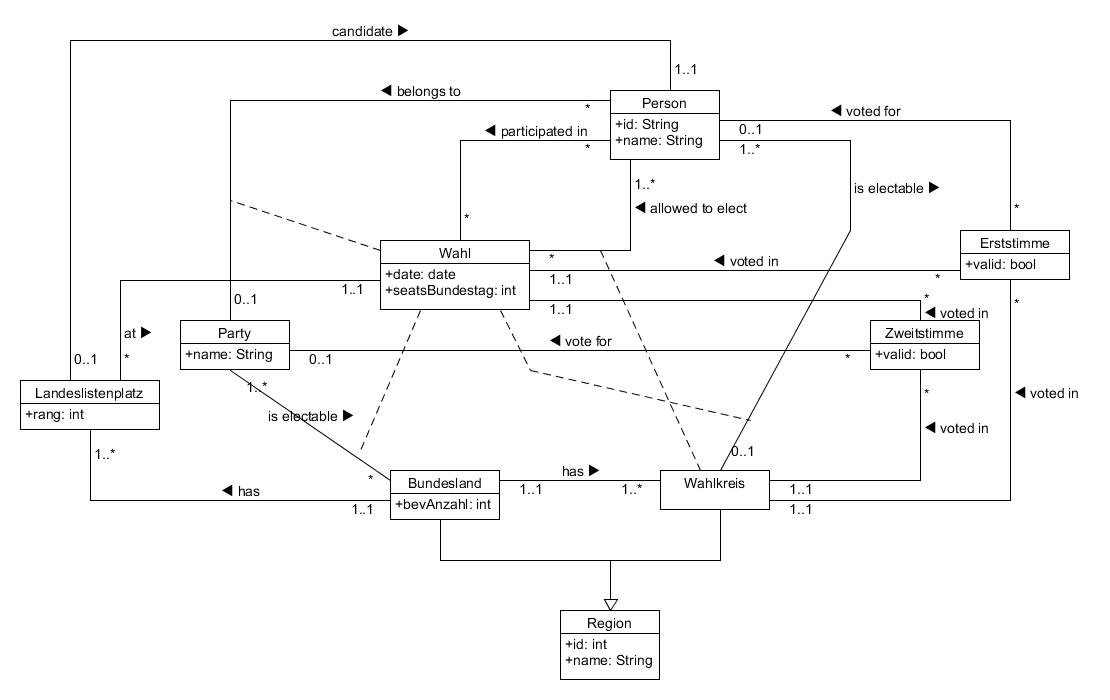 candidate ▶
1..1
◀ belongs to
*
Person
+id: String
+name: String
◀ voted for
0..1
◀ participated in
*
1..*
1..*
is electable ▶
◀ allowed to elect
*
*
Wahl
+date: date
+seatsBundestag: int
*
Erststimme
+valid: bool
◀ voted in
1..1
*
1..1
0..1
1..1
*
*
◀ voted in
at ▶
Party
+name: String
Zweitstimme
+valid: bool
◀ vote for
0..1
*
0..1
*
Landeslistenplatz
+rang: int
1..*
is electable ▶
*
◀ voted in
◀ voted in
1..*
0..1
has ▶
*
Bundesland
+bevAnzahl: int
Wahlkreis
1..1
1..*
1..1
◀ has
1..1
1..1
Region
+id: int
+name: String